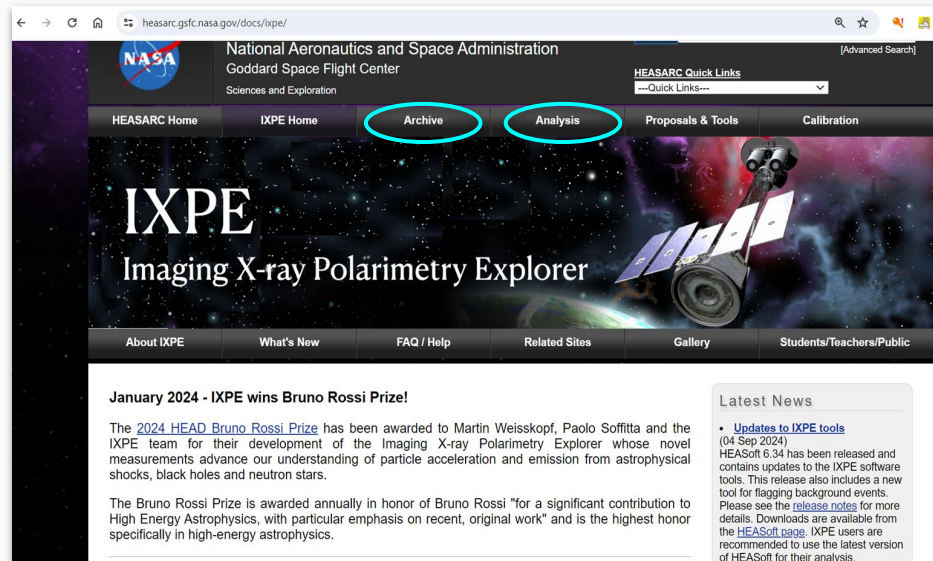 heasarc.gsfc.nasa.gov/docs/ixpe/
NASA
National Aeronautics and Space Administration
Goddard Space Flight Center
Sciences and Exploration
[Advanced Search]
HEASARC Quick Links
---Quick Links---
HEASARC Home IXPE Home Archive Analysis Proposals & Tools Calibration
IXPE
Imaging X-ray Polarimetry Explorer
About IXPE What's New FAQ / Help Related Sites Gallery Students/Teachers/Public
January 2024 - IXPE wins Bruno Rossi Prize!
The 2024 HEAD Bruno Rossi Prize has been awarded to Martin Weisskopf, Paolo Soffitta and the
IXPE team for their development of the Imaging X-ray Polarimetry Explorer whose novel
measurements advance our understanding of particle acceleration and emission from astrophysical
shocks, black holes and neutron stars.
The Bruno Rossi Prize is awarded annually in honor of Bruno Rossi "for a significant contribution to
High Energy Astrophysics, with particular emphasis on recent, original work" and is the highest honor
specifically in high-energy astrophysics.
Latest News
• Updates to IXPE tools
(04 Sep 2024)
HEASoft 6.34 has been released and
contains updates to the IXPE software
tools. This release also includes a new
tool for flagging background events.
Please see the release notes for more
details. Downloads are available from
the HEASoft page. IXPE users are
recommended to use the latest version
of HEASoft for their analysis.